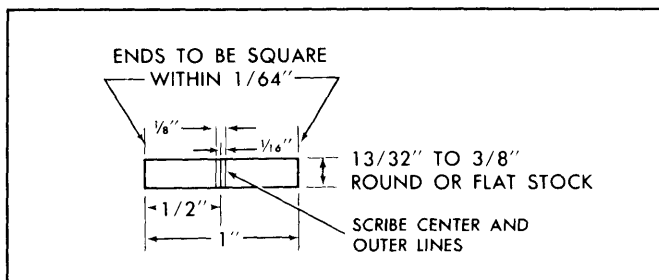 ENDS TO BE SQUARE
WITHIN 1/64"
1/8"
1/16"
13/32" TO 3/8"
ROUND OR FLAT STOCK
1/2"
SCRIBE CENTER AND
OUTER LINES
1"